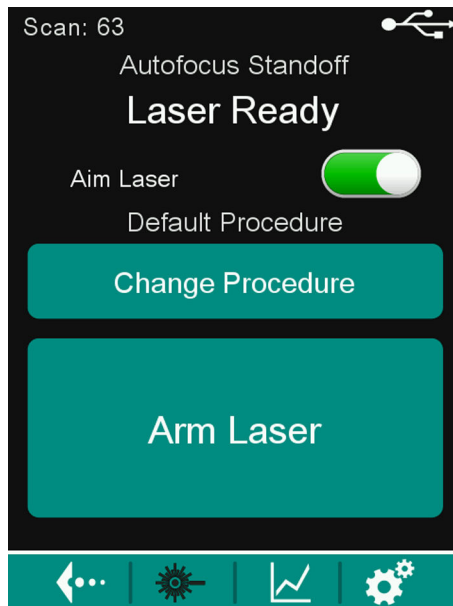 Scan: 63
Autofocus Standoff
Laser Ready
Aim Laser
Default Procedure
Change Procedure
Arm Laser